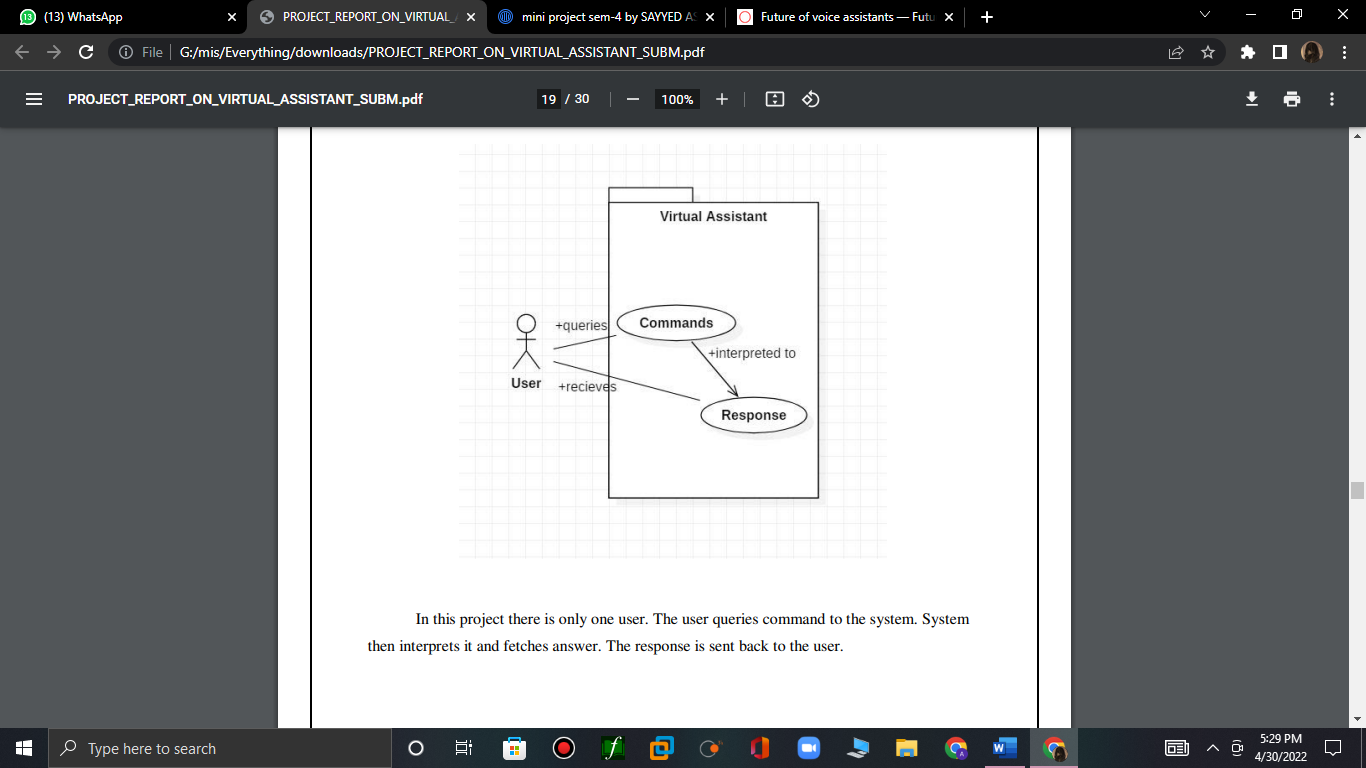 (13) WhatsApp
PROJECT_REPORT_ON_VIRTUAL_
mini project sem-4 by SAYYED AS
Future of voice assistants — Futu
File
G:/mis/Everything/downloads/PROJECT_REPORT_ON_VIRTUAL_ASSISTANT_SUBM.pdf
PROJECT_REPORT_ON_VIRTUAL_ASSISTANT_SUBM.pdf
19 / 30
100%
Virtual Assistant
+queries
Commands
+interpreted to
User
+recieves
Response
In this project there is only one user. The user queries command to the system. System
then interprets it and fetches answer. The response is sent back to the user.
Type here to search
5:29 PM
4/30/2022